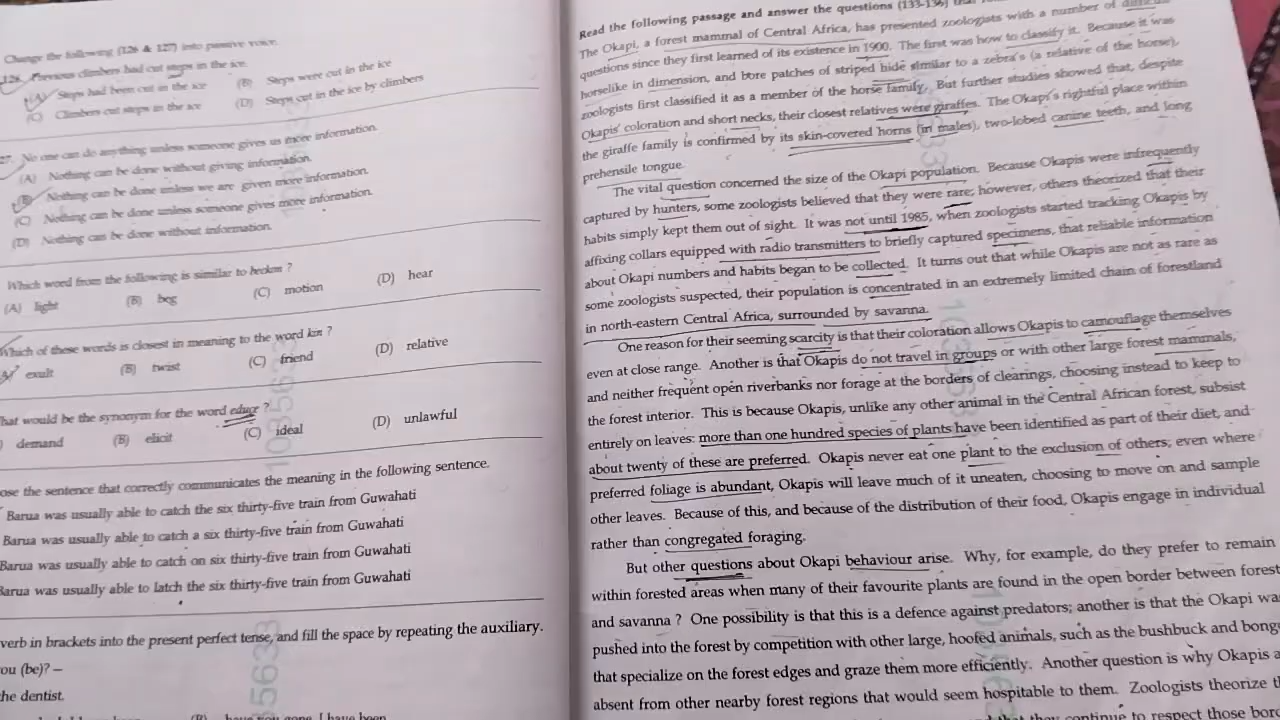 Change the following (126 & 127) into passive voice.
126. Previous climbers had cut steps in the ice.
(A) Steps had been cut in the ice
(B) Steps were cut in the ice
(C) Climbers cut steps in the ice
(D) Steps cut in the ice by climbers
27. No one can do anything unless someone gives us more information.
(A) Nothing can be done without giving information.
(B) Nothing can be done unless we are given more information.
(C) Nothing can be done unless someone gives more information.
(D) Nothing can be done without information.
Which word from the following is similar to
(A) light
(B) beg
(C) motion
(D) hear
Which of these words is closest in meaning to the word kin ?
exult
(B) twist
(C) friend
(D) relative
hat would be the synonym for the word educe ?
) demand
(B) elicit
(C) ideal
(D) unlawful
ose the sentence that correctly communicates the meaning in the following sentence.
Barua was usually able to catch the six thirty-five train from Guwahati
Barua was usually able to catch a six thirty-five train from Guwahati
Barua was usually able to catch on six thirty-five train from Guwahati
Barua was usually able to latch the six thirty-five train from Guwahati
verb in brackets into the present perfect tense, and fill the space by repeating the auxiliary.
ou (be)? —
he dentist.
(B) have you gone, I have been
Read the following passage and answer the questions (133-136)
The Okapi, a forest mammal of Central Africa, has presented zoologists with a number of difficult
questions since they first learned of its existence in 1900. The first was how to classify it. Because it was
horselike in dimension, and bore patches of striped hide similar to a zebra's (a relative of the horse),
zoologists first classified it as a member of the horse family. But further studies showed that, despite
Okapis' coloration and short necks, their closest relatives were giraffes. The Okapi's rightful place within
the giraffe family is confirmed by its skin-covered horns (in males), two-lobed canine teeth, and long
prehensile tongue.
The vital question concerned the size of the Okapi population. Because Okapis were infrequently
captured by hunters, some zoologists believed that they were rare; however, others theorized that their
habits simply kept them out of sight. It was not until 1985, when zoologists started tracking Okapis by
affixing collars equipped with radio transmitters to briefly captured specimens, that reliable information
about Okapi numbers and habits began to be collected. It turns out that while Okapis are not as rare as
some zoologists suspected, their population is concentrated in an extremely limited chain of forestland
in north-eastern Central Africa, surrounded by savanna.
One reason for their seeming scarcity is that their coloration allows Okapis to camouflage themselves
even at close range. Another is that Okapis do not travel in groups or with other large forest mammals,
and neither frequent open riverbanks nor forage at the borders of clearings, choosing instead to keep to
the forest interior. This is because Okapis, unlike any other animal in the Central African forest, subsist
entirely on leaves: more than one hundred species of plants have been identified as part of their diet, and
about twenty of these are preferred. Okapis never eat one plant to the exclusion of others; even where
preferred foliage is abundant, Okapis will leave much of it uneaten, choosing to move on and sample
other leaves. Because of this, and because of the distribution of their food, Okapis engage in individual
rather than congregated foraging.
But other questions about Okapi behaviour arise. Why, for example, do they prefer to remain
within forested areas when many of their favourite plants are found in the open border between forest
and savanna ? One possibility is that this is a defence against predators; another is that the Okapi wa
pushed into the forest by competition with other large, hoofed animals, such as the bushbuck and bong
that specialize on the forest edges and graze them more efficiently. Another question is why Okapis a
absent from other nearby forest regions that would seem hospitable to them. Zoologists theorize t
that they continue to respect those bord